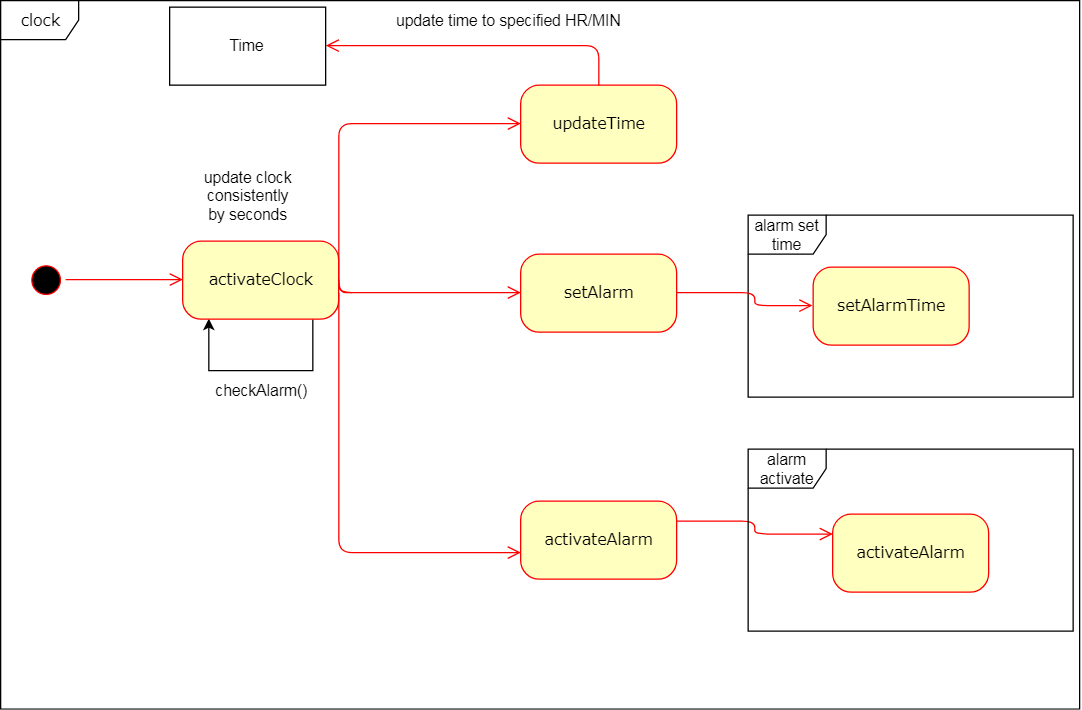 clock
update time to specified HR/MIN
Time
updateTime
update clock
consistently
by seconds
activateClock
checkAlarm()
setAlarm
alarm set
time
setAlarmTime
activateAlarm
alarm
activate
activateAlarm